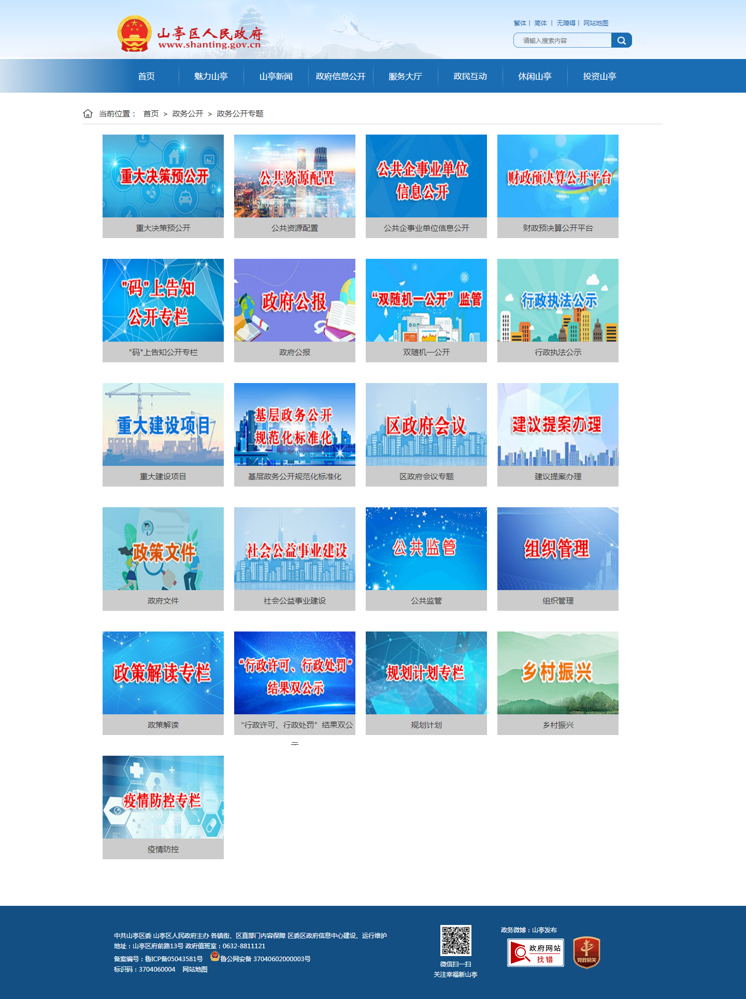 山亭区人民政府
www.shanting.gov.cn
繁体 | 简体 | 无障碍 | 网站地图
请输入搜索内容
首页 魅力山亭 山亭新闻 政府信息公开 服务大厅 政民互动 休闲山亭 投资山亭
当前位置： 首页 > 政务公开 > 政务公开专题
重大决策预公开
公共资源配置
公共企事业单位
信息公开
财政预决算公开平台
重大决策预公开 公共资源配置 公共企事业单位信息公开 财政预决算公开平台
"码"上告知
公开专栏
政府公报
“双随机一公开”监管
行政执法公示
"码"上告知公开专栏 政府公报 双随机一公开 行政执法公示
重大建设项目
基层政务公开
规范化标准化
区政府会议
建议提案办理
重大建设项目 基层政务公开规范化标准化 区政府会议专题 建议提案办理
政策文件
社会公益事业建设
公共监管
组织管理
政府文件 社会公益事业建设 公共监管 组织管理
政策解读专栏
“行政许可、行政处罚”
结果双公示
规划计划专栏
乡村振兴
政策解读 “行政许可、行政处罚”结果双公 规划计划 乡村振兴
疫情防控专栏
疫情防控
中共山亭区委 山亭区人民政府主办 各镇街、区直部门内容保障 区委区政府信息中心建设、运行维护
地址：山亭区府前路13号 政府值班室：0632-8811121
备案编号：鲁ICP备05043581号 鲁公网安备 37040602000003号
标识码：3704060004 网站地图
微信扫一扫
关注幸福新山亭
政务微博：山亭发布
政府网站
找错
党政机关